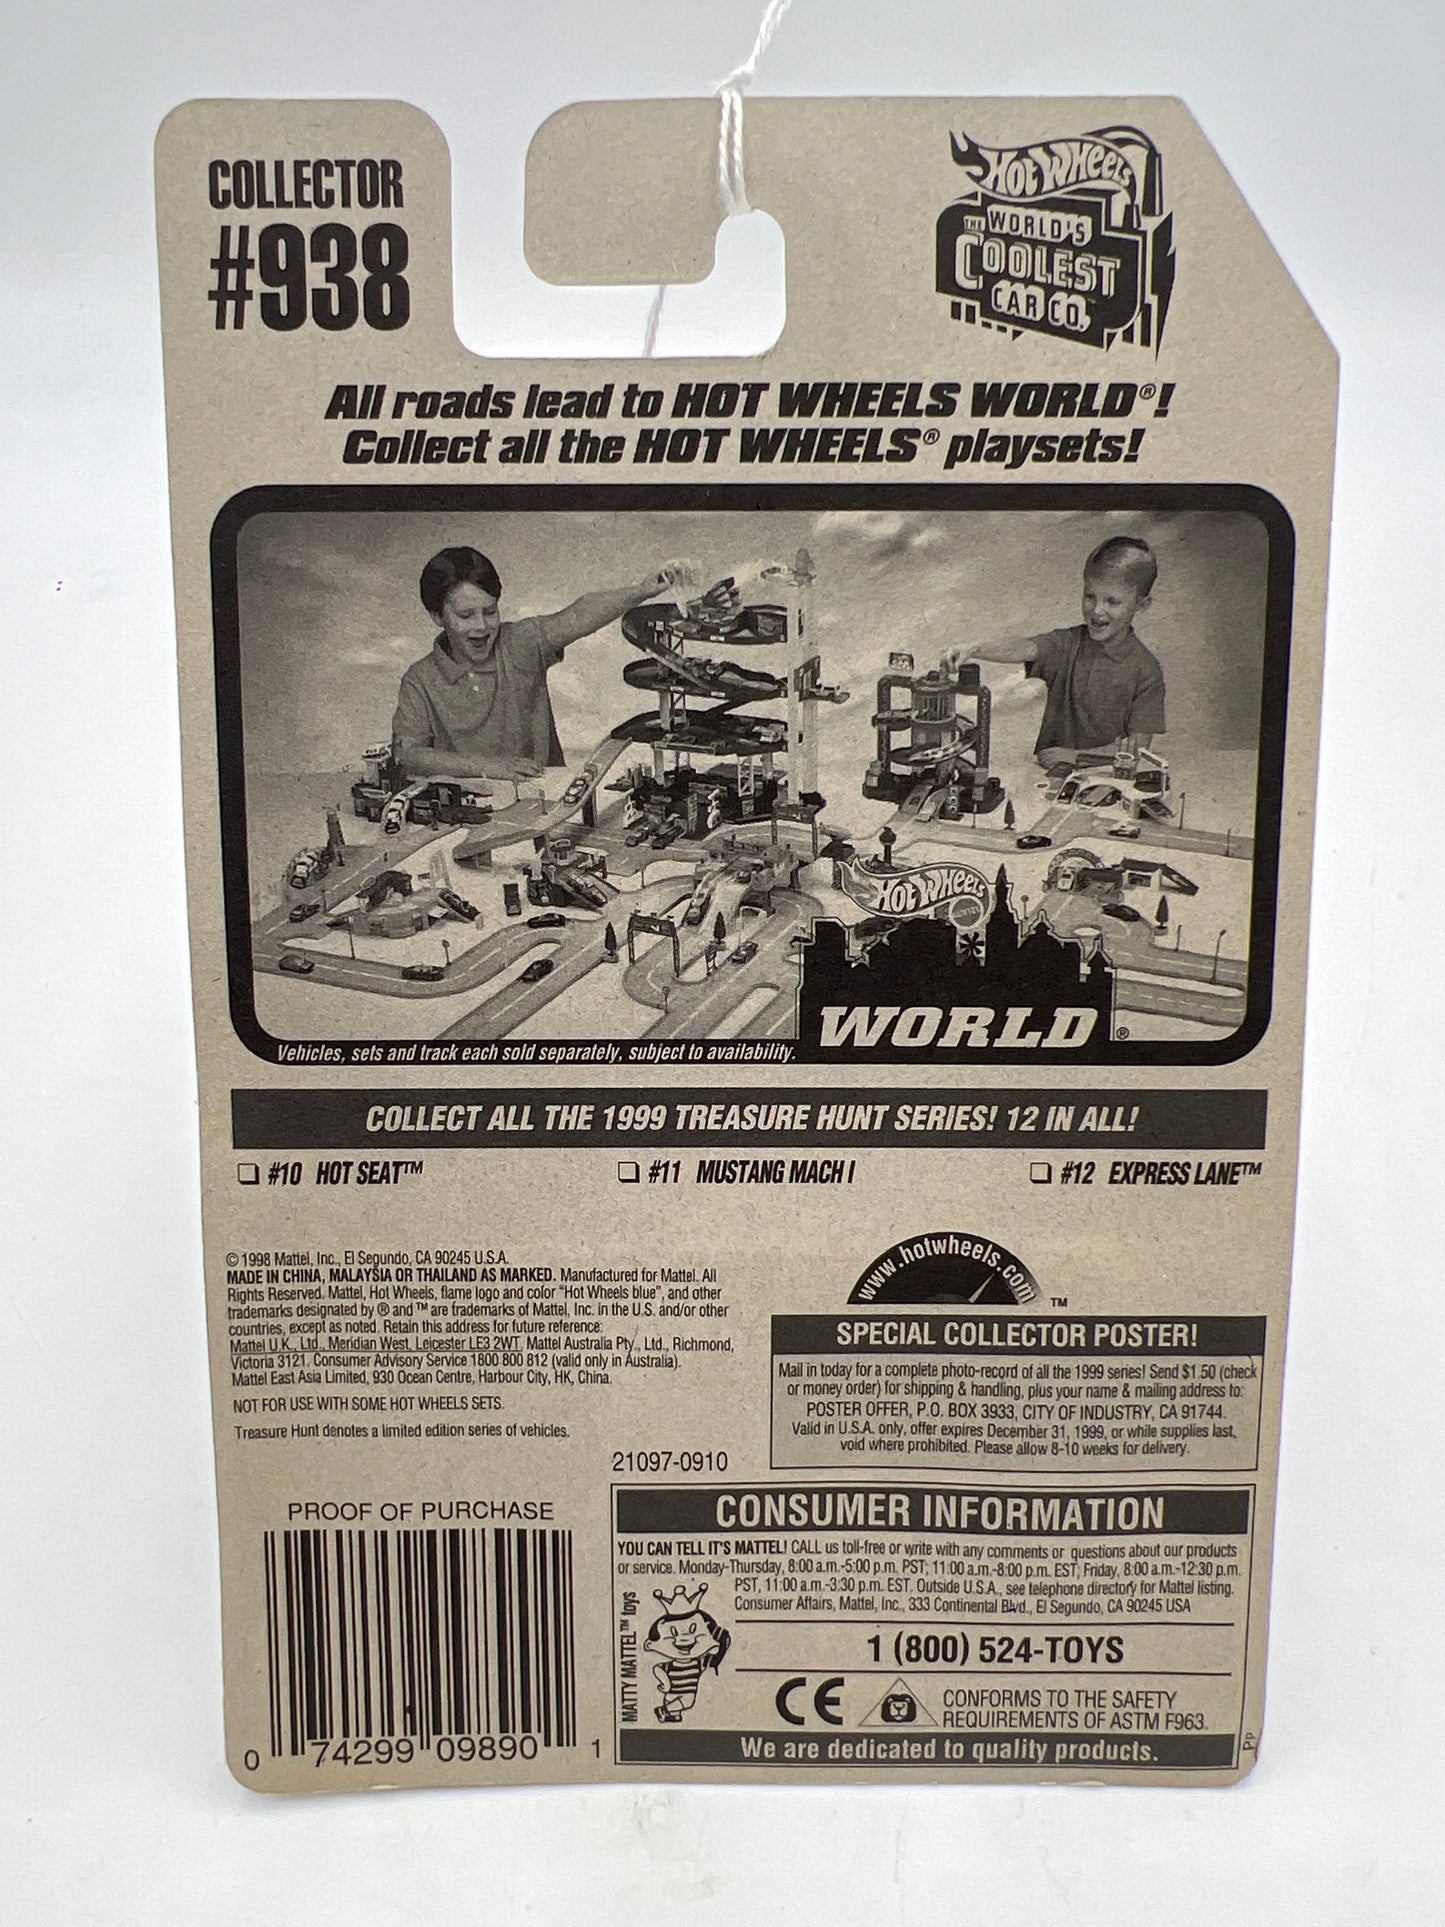 COLLECTOR
#938
HOT WHEELS
THE WORLD'S
COOLEST
CAR CO.™
All roads lead to HOT WHEELS WORLD®!
Collect all the HOT WHEELS® playsets!
HOT WHEELS
MATTEL
WORLD ®
Vehicles, sets and track each sold separately, subject to availability.
COLLECT ALL THE 1999 TREASURE HUNT SERIES! 12 IN ALL!
❏ #10 HOT SEAT™ ❏ #11 MUSTANG MACH I ❏ #12 EXPRESS LANE™
© 1998 Mattel, Inc., El Segundo, CA 90245 U.S.A.
MADE IN CHINA, MALAYSIA OR THAILAND AS MARKED. Manufactured for Mattel. All
Rights Reserved. Mattel, Hot Wheels, flame logo and color "Hot Wheels blue", and other
trademarks designated by ® and ™ are trademarks of Mattel, Inc. in the U.S. and/or other
countries, except as noted. Retain this address for future reference:
Mattel U.K., Ltd., Meridian West, Leicester LE3 2WT. Mattel Australia Pty., Ltd., Richmond,
Victoria 3121. Consumer Advisory Service 1800 800 812 (valid only in Australia).
Mattel East Asia Limited, 930 Ocean Centre, Harbour City, HK, China.
NOT FOR USE WITH SOME HOT WHEELS SETS.
Treasure Hunt denotes a limited edition series of vehicles.
21097-0910
www.hotwheels.com ™
SPECIAL COLLECTOR POSTER!
Mail in today for a complete photo-record of all the 1999 series! Send $1.50 (check
or money order) for shipping & handling, plus your name & mailing address to:
POSTER OFFER, P.O. BOX 3933, CITY OF INDUSTRY, CA 91744.
Valid in U.S.A. only, offer expires December 31, 1999, or while supplies last,
void where prohibited. Please allow 8-10 weeks for delivery.
PROOF OF PURCHASE
0 74299 09890 1
CONSUMER INFORMATION
YOU CAN TELL IT'S MATTEL! CALL us toll-free or write with any comments or questions about our products
or service. Monday-Thursday, 8:00 a.m.-5:00 p.m. PST; 11:00 a.m.-8:00 p.m. EST; Friday, 8:00 a.m.-12:30 p.m.
PST, 11:00 a.m.-3:30 p.m. EST. Outside U.S.A., see telephone directory for Mattel listing.
Consumer Affairs, Mattel, Inc., 333 Continental Blvd., El Segundo, CA 90245 USA
MATTY MATTEL™ toys
1 (800) 524-TOYS
CE
CONFORMS TO THE SAFETY
REQUIREMENTS OF ASTM F963.
We are dedicated to quality products.
Pp